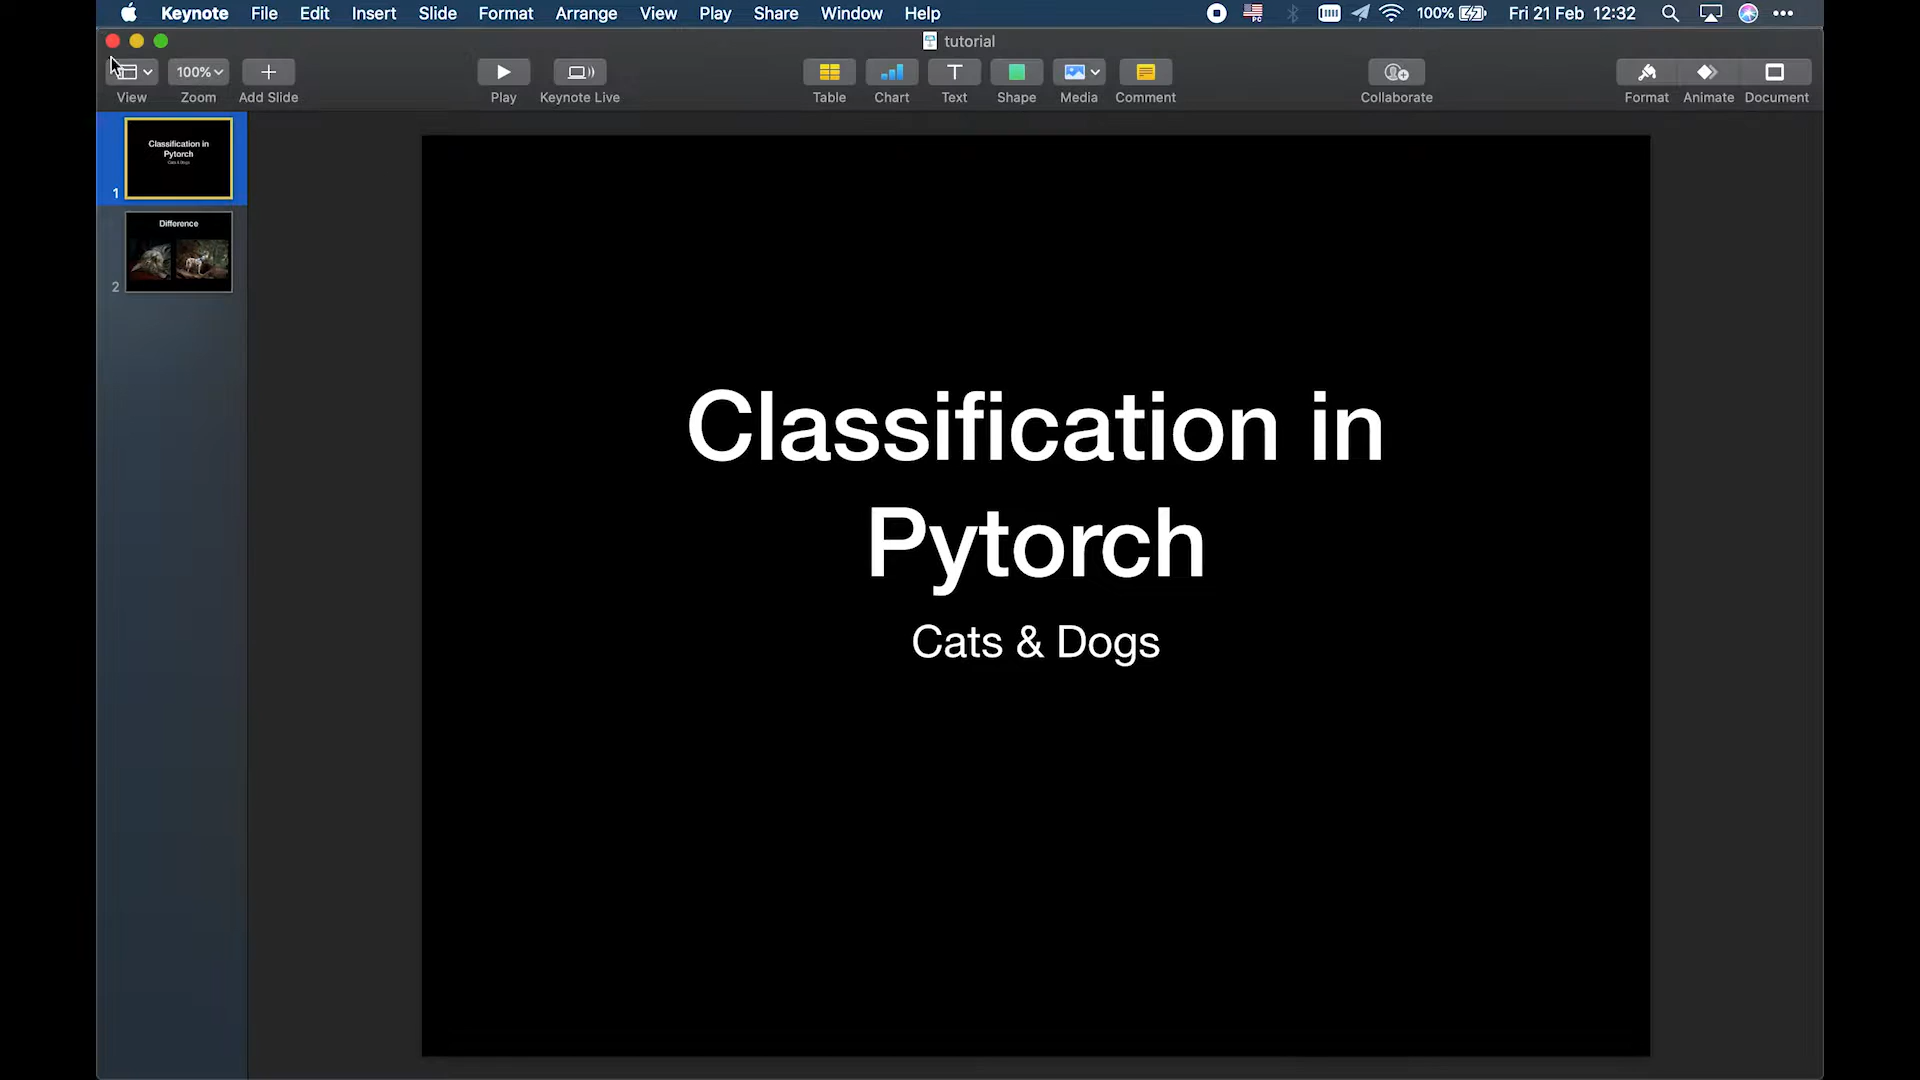 Keynote File Edit Insert Slide Format Arrange View Play Share Window Help 100% Fri 21 Feb 12:32
tutorial
100%
View Zoom Add Slide Play Keynote Live Table Chart Text Shape Media Comment Collaborate Format Animate Document
Classification in
Pytorch
Cats & Dogs
1
Difference
2
Classification in
Pytorch
Cats & Dogs